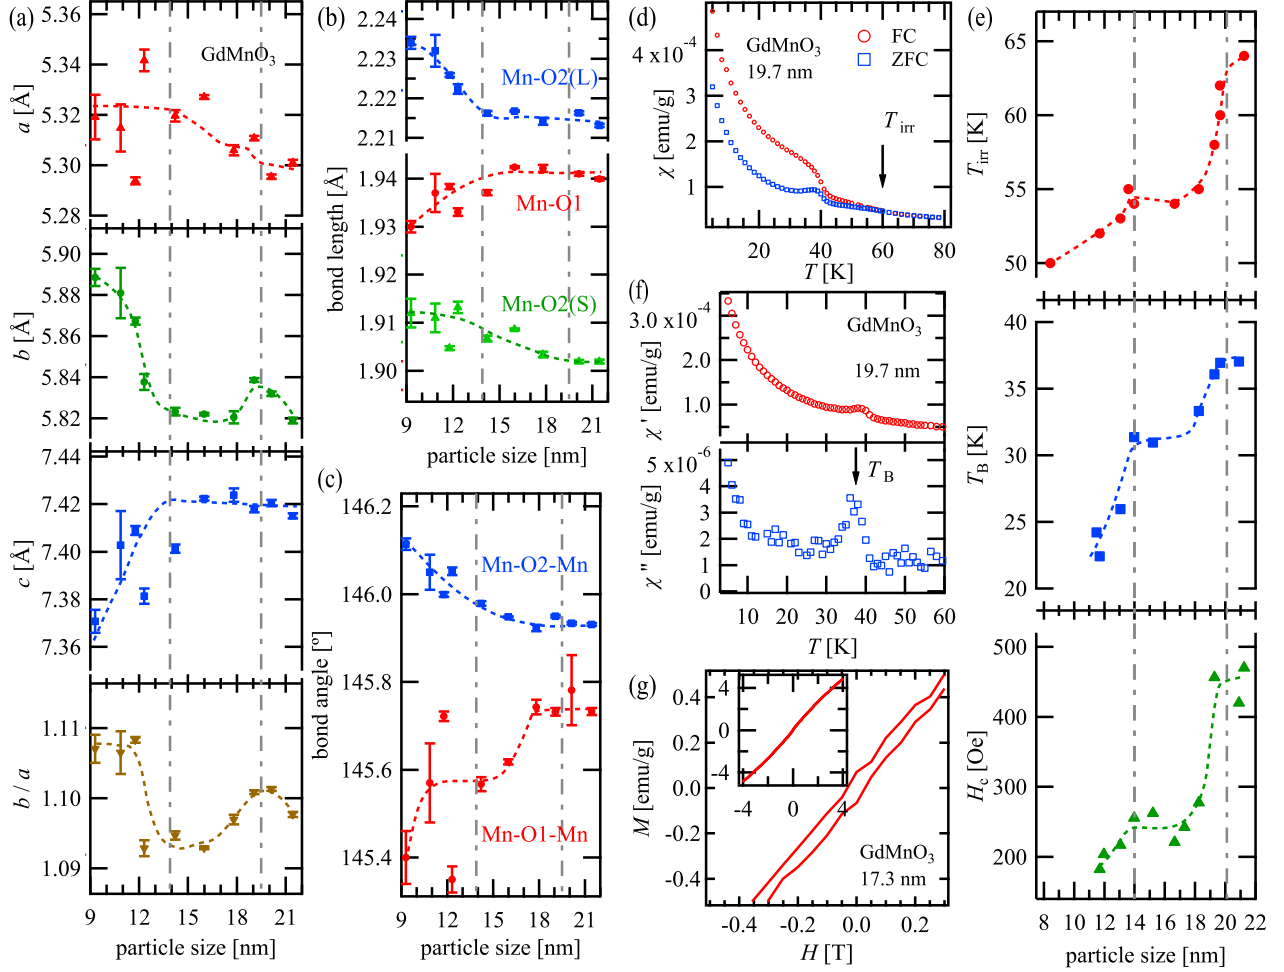 (a)
5.36
5.34
5.32
5.30
5.28
a [Å]
GdMnO3
5.90
5.88
5.86
5.84
5.82
b [Å]
7.44
7.42
7.40
7.38
7.36
c [Å]
1.11
1.10
1.09
b / a
9 12 15 18 21
particle size [nm]
(b)
2.24
2.23
2.22
2.21
1.94
1.93
1.92
1.91
1.90
bond length [Å]
Mn-O2(L)
Mn-O1
Mn-O2(S)
9 12 15 18 21
particle size [nm]
(c)
146.2
146.0
145.8
145.6
145.4
bond angle [º]
Mn-O2-Mn
Mn-O1-Mn
9 12 15 18 21
particle size [nm]
(d)
4 x10-4
3
2
1
χ [emu/g]
GdMnO3
19.7 nm
FC
ZFC
T irr
20 40 60 80
T [K]
(f)
3.0 x10-4
2.0
1.0
χ ' [emu/g]
GdMnO3
19.7 nm
5 x10-6
4
3
2
1
0
χ '' [emu/g]
T B
10 20 30 40 50 60
T [K]
(g)
0.4
0.2
0.0
-0.2
-0.4
M [emu/g]
4
0
-4
-4 0 4
GdMnO3
17.3 nm
-0.4 -0.2 0.0 0.2
H [T]
(e)
65
60
55
50
Tirr [K]
40
35
30
25
20
TB [K]
500
400
300
200
Hc [Oe]
8 10 12 14 16 18 20 22
particle size [nm]